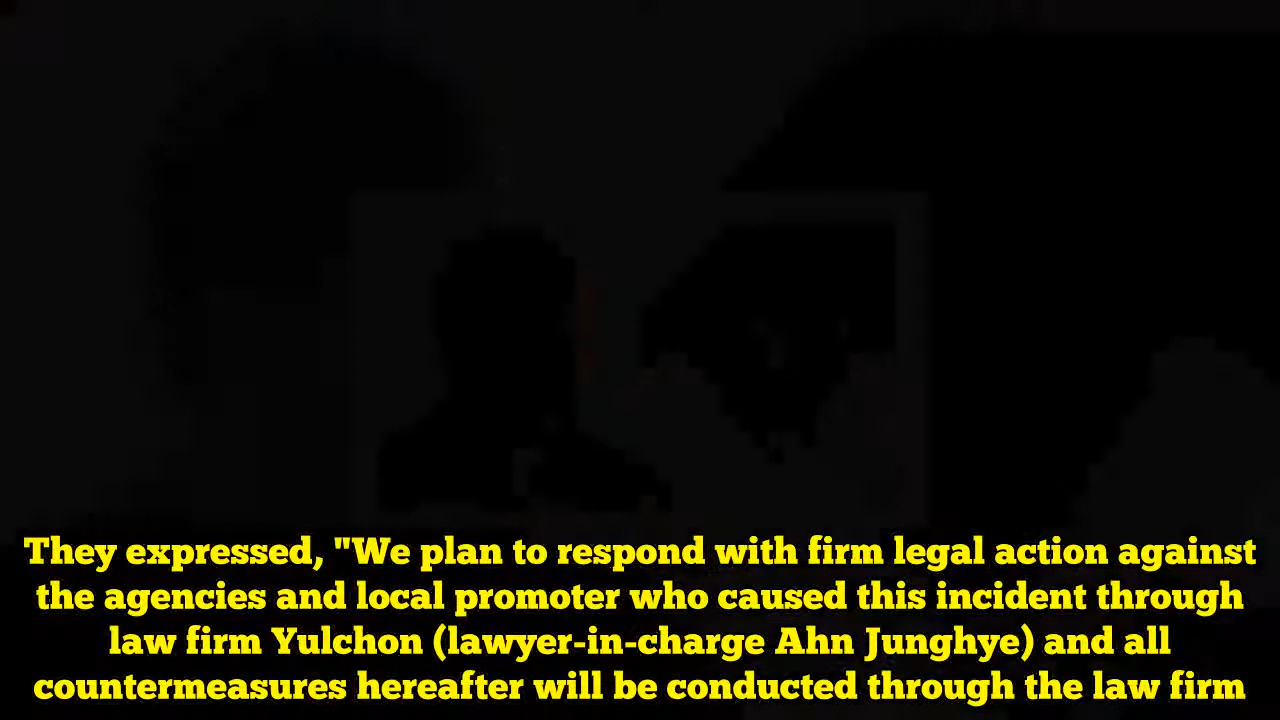 They expressed, "We plan to respond with firm legal action against
the agencies and local promoter who caused this incident through
law firm Yulchon (lawyer-in-charge Ahn Junghye) and all
countermeasures hereafter will be conducted through the law firm